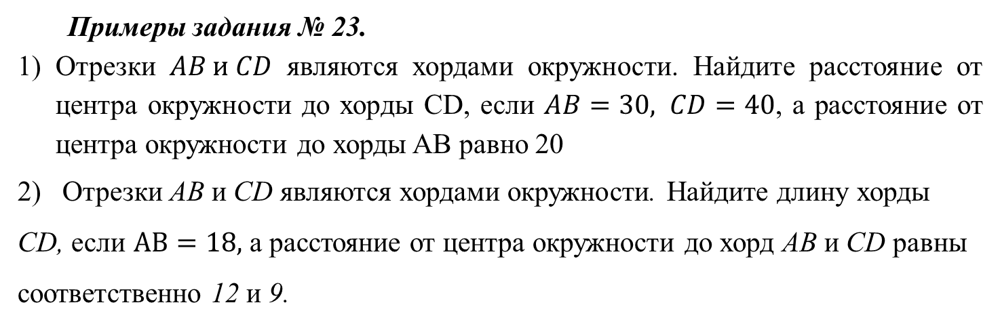 Примеры задания № 23.
1) Отрезки AB и CD являются хордами окружности. Найдите расстояние от
центра окружности до хорды CD, если AB = 30, CD = 40, а расстояние от
центра окружности до хорды AB равно 20
2) Отрезки AB и CD являются хордами окружности. Найдите длину хорды
CD, если AB = 18, а расстояние от центра окружности до хорд AB и CD равны
соответственно 12 и 9.